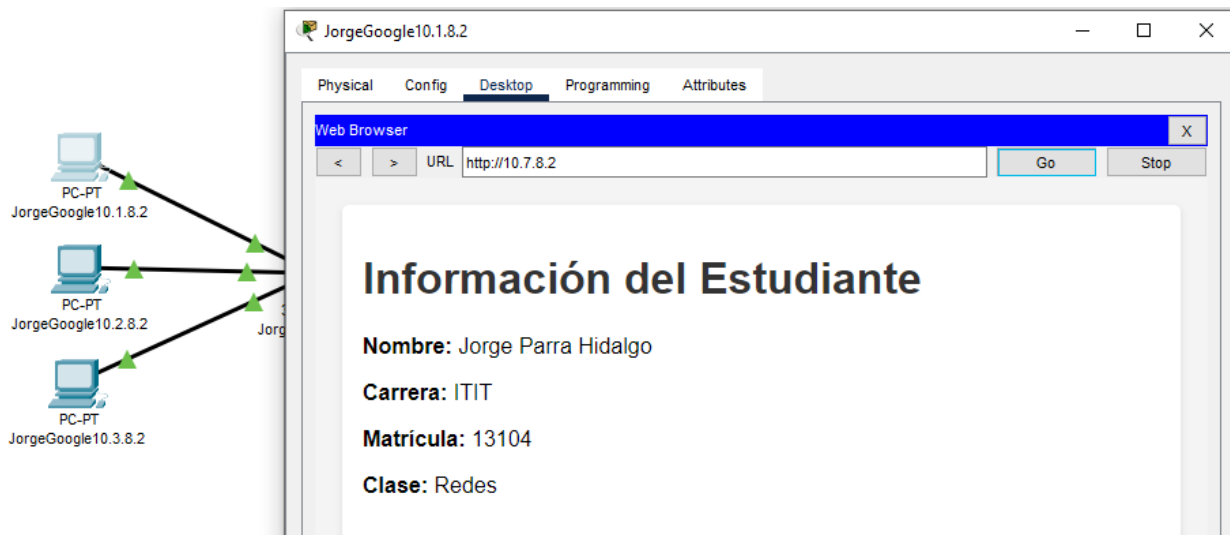 JorgeGoogle10.1.8.2
Physical Config Desktop Programming Attributes
Web Browser X
< > URL http://10.7.8.2 Go Stop
Información del Estudiante
Nombre: Jorge Parra Hidalgo
Carrera: ITIT
Matrícula: 13104
Clase: Redes
PC-PT
JorgeGoogle10.1.8.2
PC-PT
JorgeGoogle10.2.8.2
PC-PT
JorgeGoogle10.3.8.2